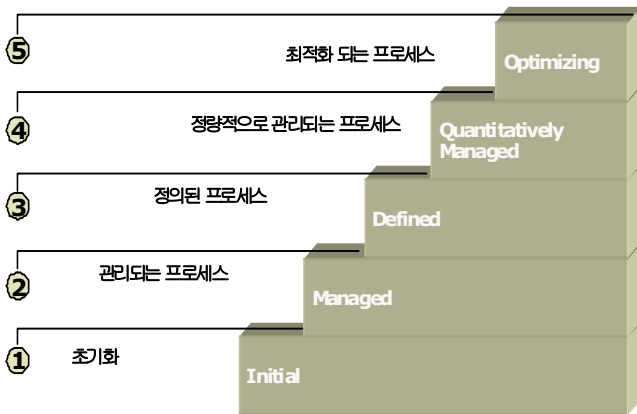 5
최적화 되는 프로세스
Optimizing
4
정량적으로 관리되는 프로세스
Quantitatively
Managed
3
정의된 프로세스
Defined
2
관리되는 프로세스
Managed
1
초기화
Initial